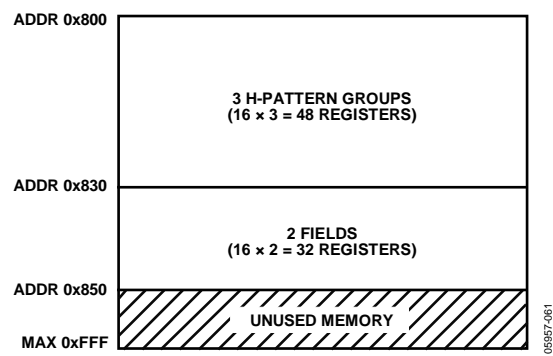 ADDR 0x800
3 H-PATTERN GROUPS
(16 × 3 = 48 REGISTERS)
ADDR 0x830
2 FIELDS
(16 × 2 = 32 REGISTERS)
ADDR 0x850
UNUSED MEMORY
MAX 0xFFF
05957-061